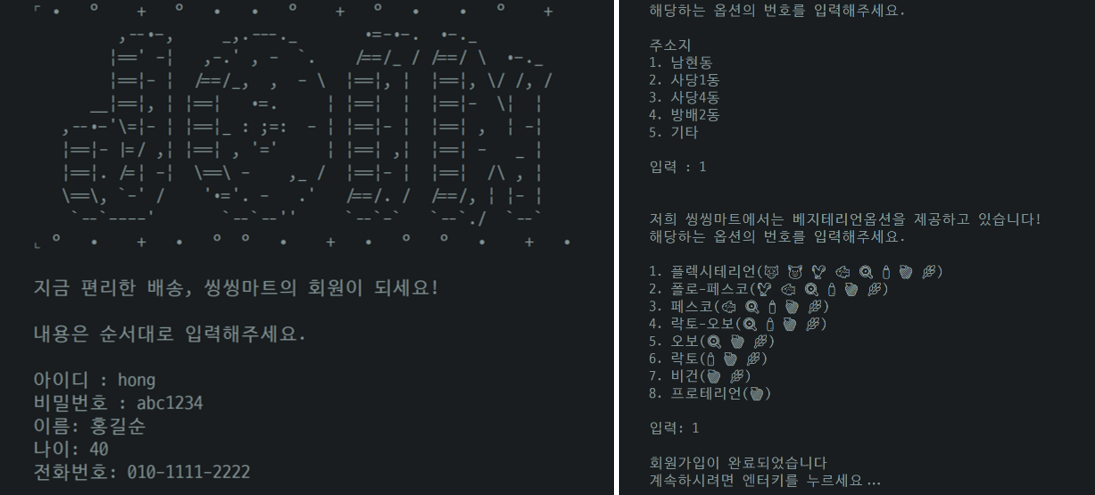 JOIN
지금 편리한 배송, 씽씽마트의 회원이 되세요!
내용은 순서대로 입력해주세요.
아이디 : hong
비밀번호 : abc1234
이름: 홍길순
나이: 40
전화번호: 010-1111-2222
해당하는 옵션의 번호를 입력해주세요.
주소지
1. 남현동
2. 사당1동
3. 사당4동
4. 방배2동
5. 기타
입력 : 1
저희 씽씽마트에서는 베지테리언옵션을 제공하고 있습니다!
해당하는 옵션의 번호를 입력해주세요.
1. 플렉시테리언(🐮 🐷 🍗 🐟 🍳 🍼 🍎 🌾)
2. 폴로-페스코(🍗 🐟 🍳 🍼 🍎 🌾)
3. 페스코(🐟 🍳 🍼 🍎 🌾)
4. 락토-오보(🍳 🍼 🍎 🌾)
5. 오보(🍳 🍎 🌾)
6. 락토(🍼 🍎 🌾)
7. 비건(🍎 🌾)
8. 프로테리언(🍎)
입력: 1
회원가입이 완료되었습니다
계속하시려면 엔터키를 누르세요...